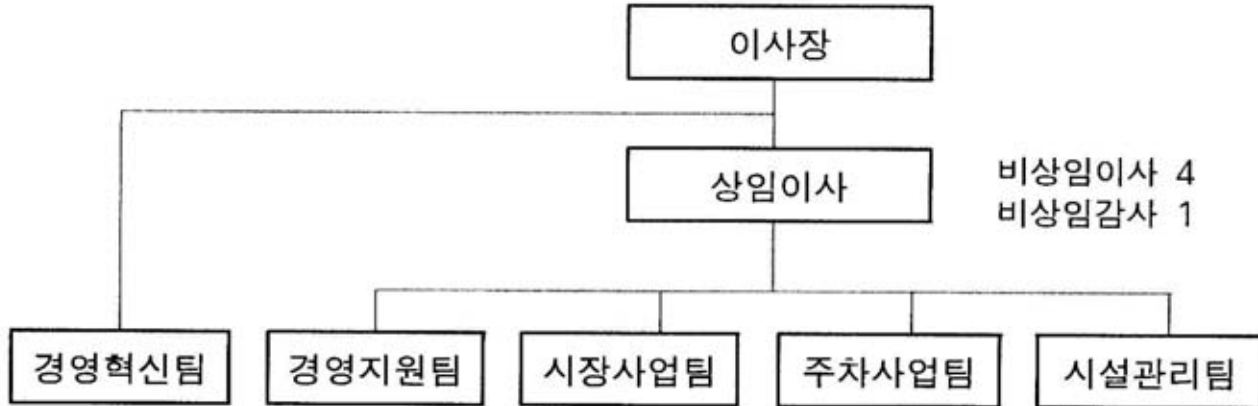 이사장
상임이사
비상임이사 4
비상임감사 1
경영혁신팀
경영지원팀
시장사업팀
주차사업팀
시설관리팀